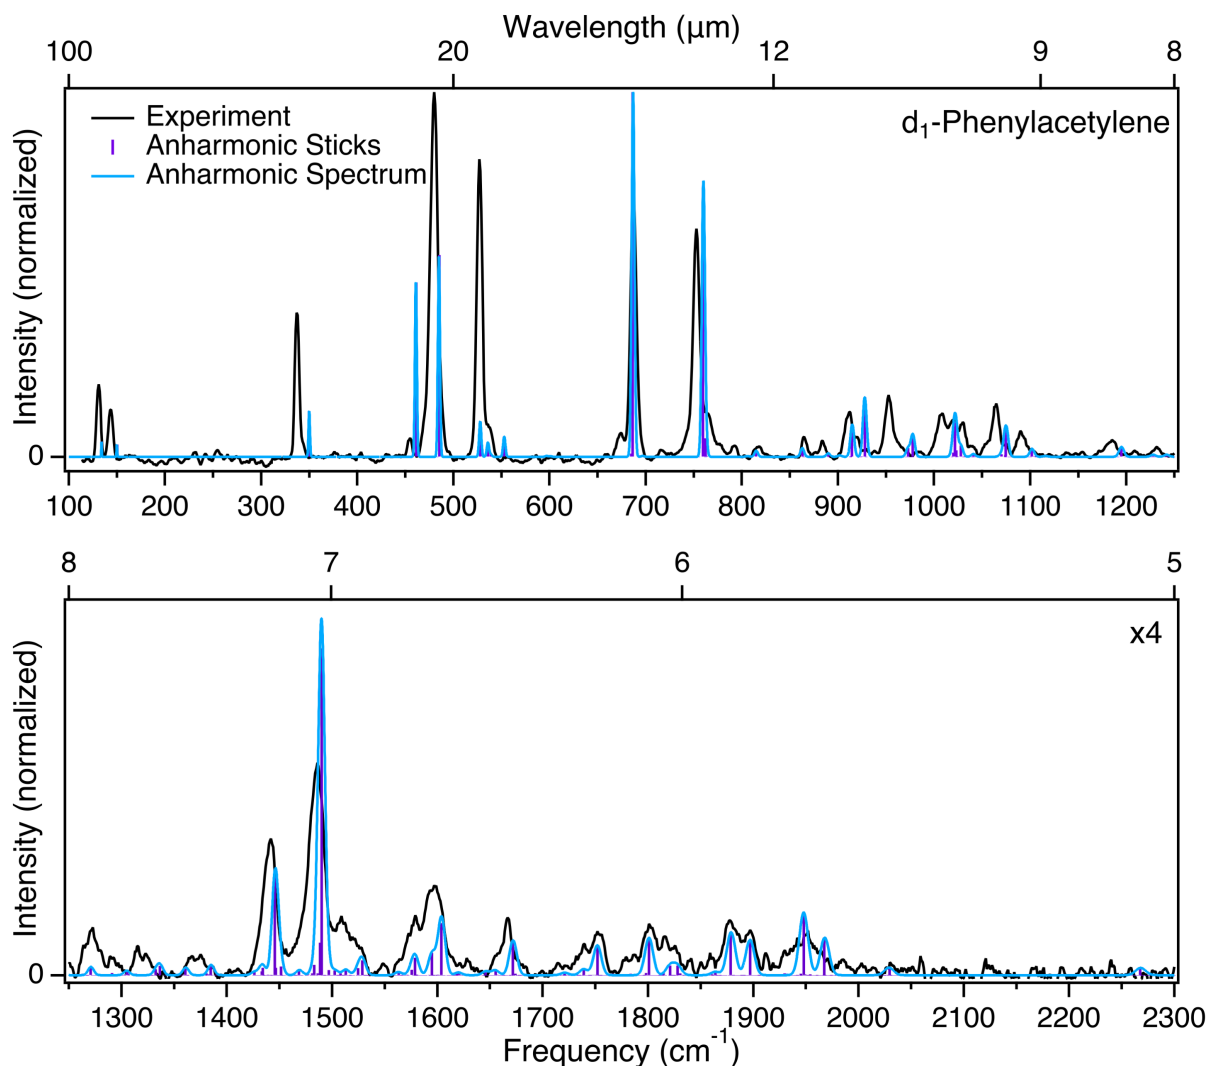 Wavelength (µm)
100 20 12 9 8
Experiment
Anharmonic Sticks
Anharmonic Spectrum
d1-Phenylacetylene
Intensity (normalized)
0
100 200 300 400 500 600 700 800 900 1000 1100 1200
8 7 6 5
x4
Intensity (normalized)
0
1300 1400 1500 1600 1700 1800 1900 2000 2100 2200 2300
Frequency (cm-1)